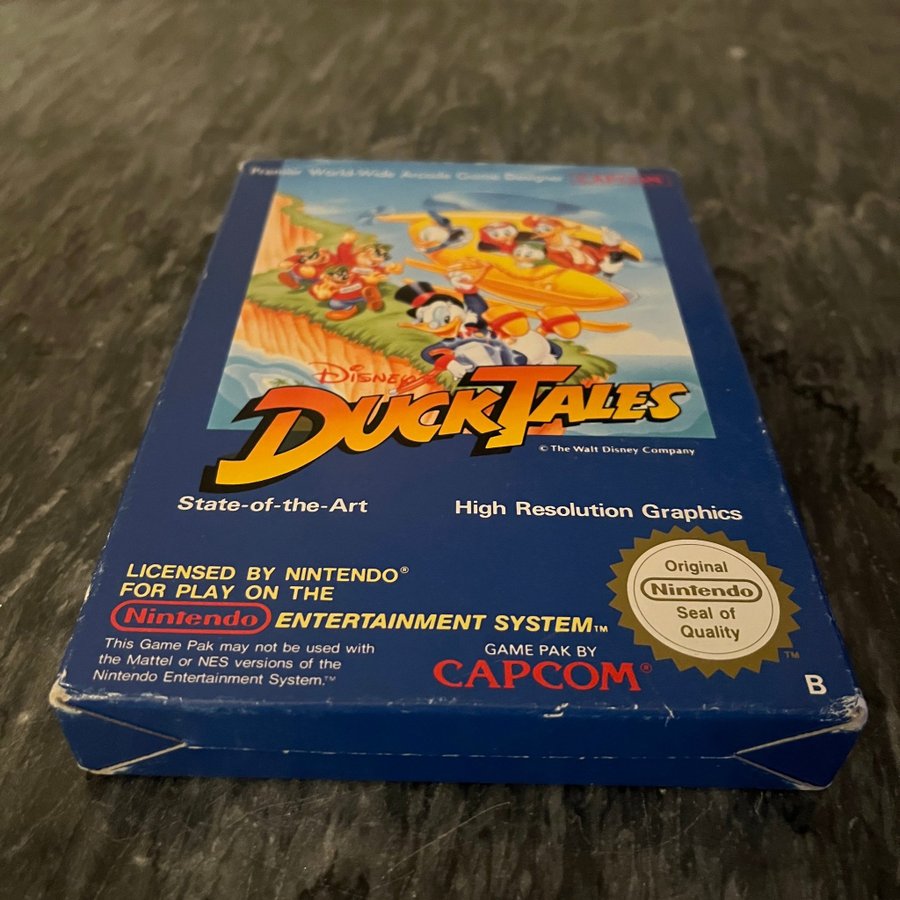 Premier World-Wide Arcade Game Designer CAPCOM
Disney's
DUCKTALES
© The Walt Disney Company
State-of-the-Art High Resolution Graphics
LICENSED BY NINTENDO®
FOR PLAY ON THE
Nintendo ENTERTAINMENT SYSTEM™
This Game Pak may not be used with
the Mattel or NES versions of the
Nintendo Entertainment System.™
GAME PAK BY
CAPCOM®
Original
Nintendo
Seal of
Quality
TM
B